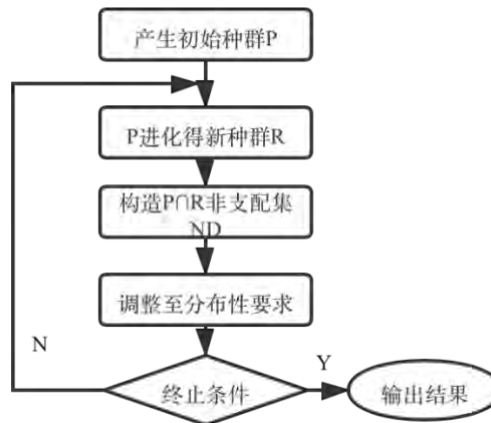 产生初始种群P
P进化得新种群R
构造P∩R非支配集
ND
调整至分布性要求
N
Y
终止条件
输出结果